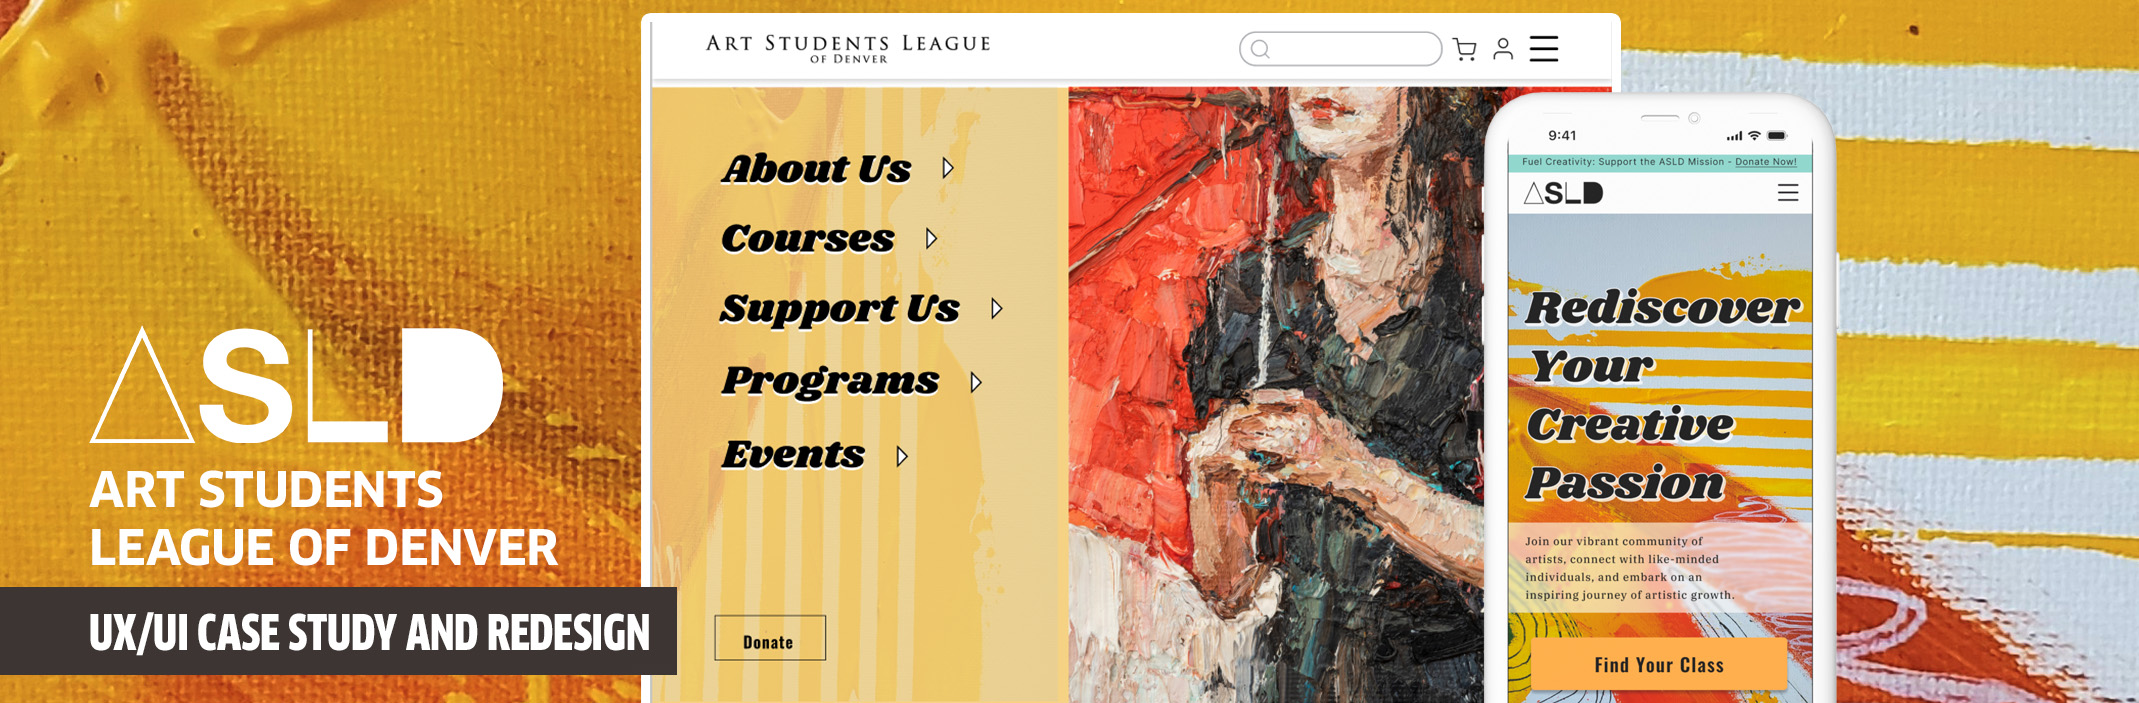 ASLD
ART STUDENTS
LEAGUE OF DENVER
UX/UI CASE STUDY AND REDESIGN
ART STUDENTS LEAGUE
OF DENVER
About Us
Courses
Support Us
Programs
Events
Donate
9:41
Fuel Creativity: Support the ASLD Mission - Donate Now!
ASLD
Rediscover
Your
Creative
Passion
Join our vibrant community of
artists, connect with like-minded
individuals, and embark on an
inspiring journey of artistic growth.
Find Your Class